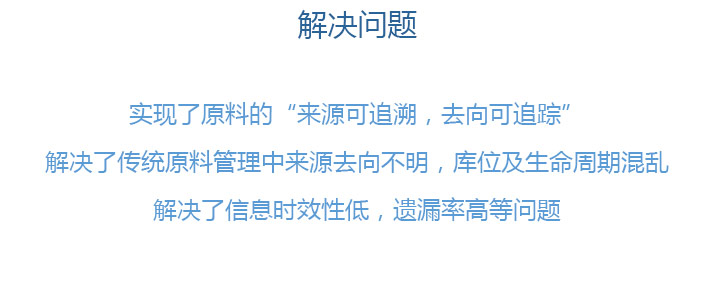 解决问题
实现了原料的“来源可追溯，去向可追踪”
解决了传统原料管理中来源去向不明，库位及生命周期混乱
解决了信息时效性低，遗漏率高等问题